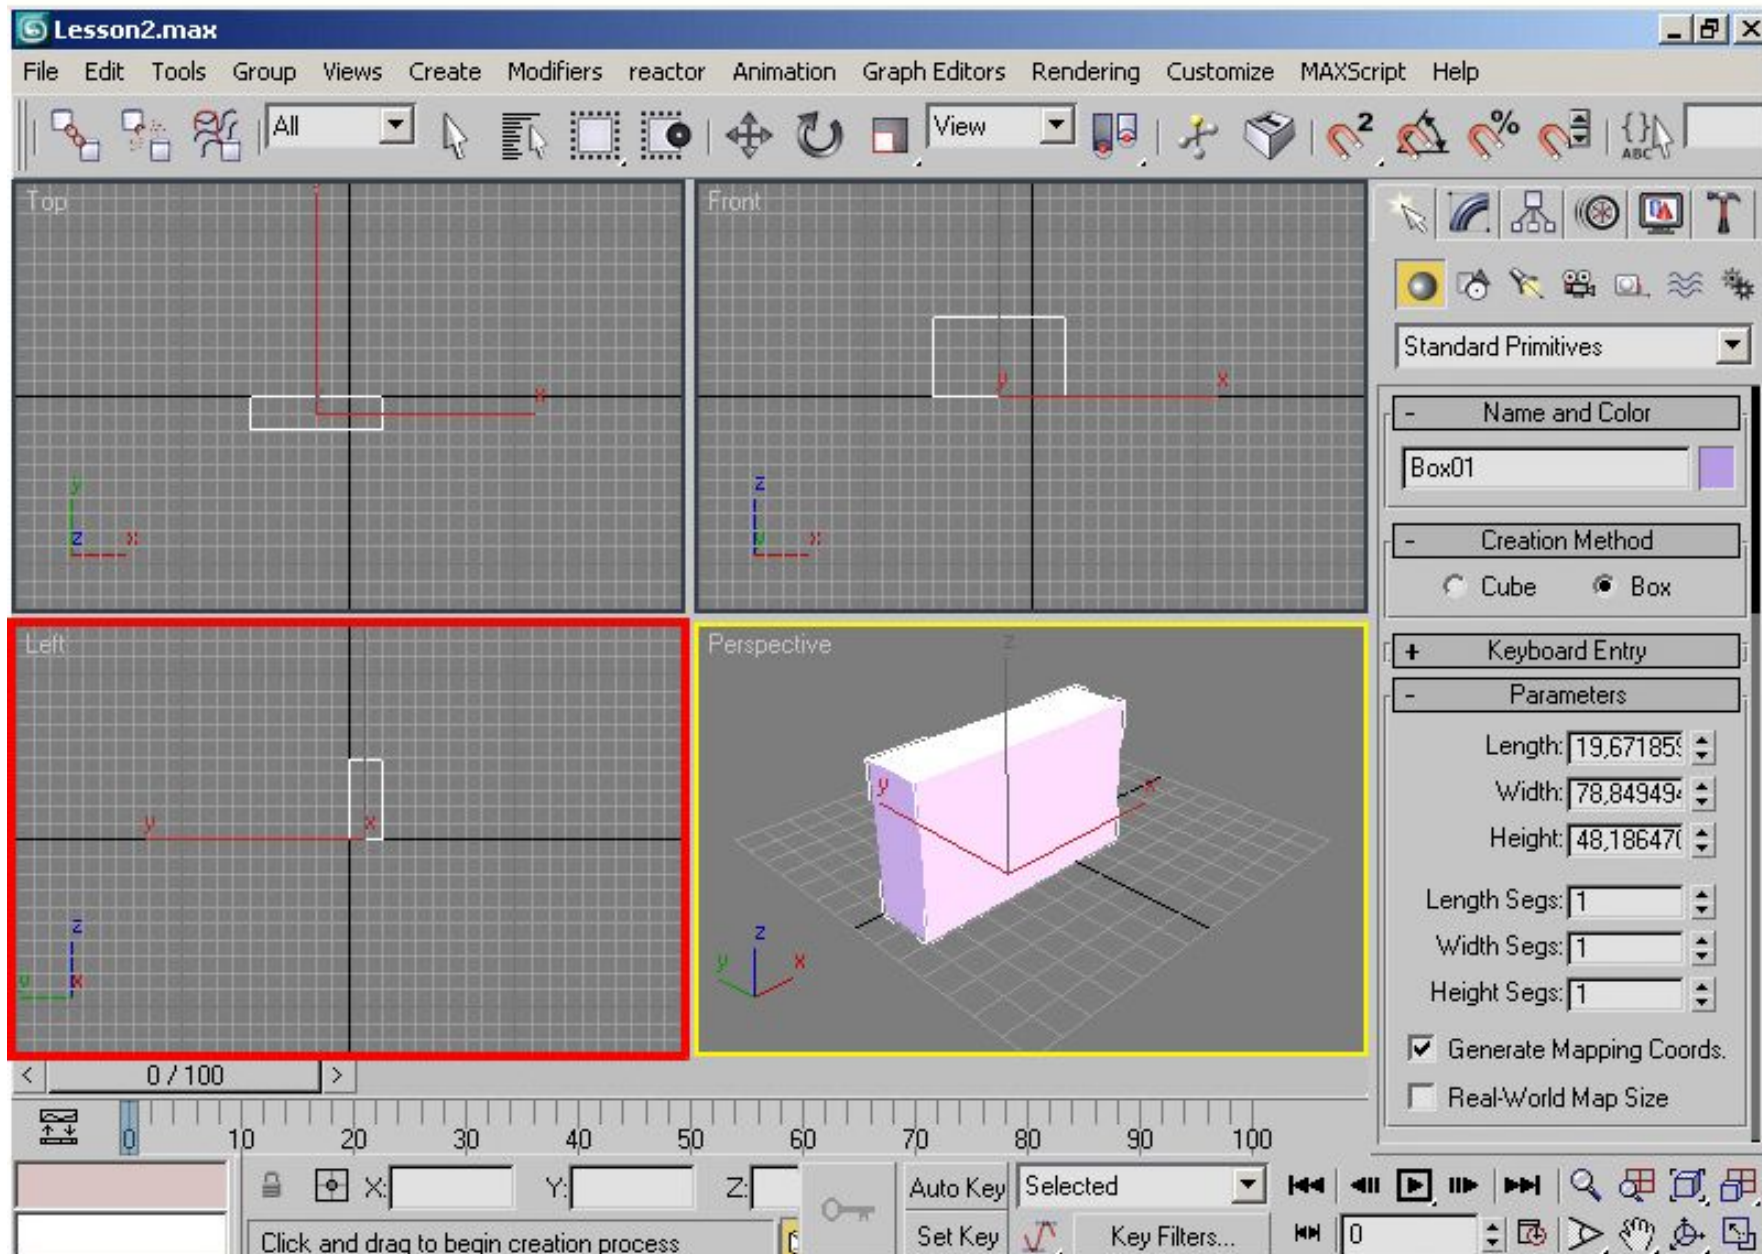 Lesson2.max
File Edit Tools Group Views Create Modifiers reactor Animation Graph Editors Rendering Customize MAXScript Help
All View 2 % ABC
Top Front
Standard Primitives
x y x
- Name and Color
Box01
y z
z x y x
- Creation Method
Cube Box
Left Perspective z
+ Keyboard Entry
- Parameters
Length: 19,67185
y x
Width: 78,849494
y x
Height: 48,18647
Length Segs: 1
z z
Width Segs: 1
y x y x
Height Segs: 1
Generate Mapping Coords.
< 0 / 100 >
Real-World Map Size
0 10 20 30 40 50 60 70 80 90 100
X: Y: Z: Auto Key Selected
Click and drag to begin creation process Set Key Key Filters... 0